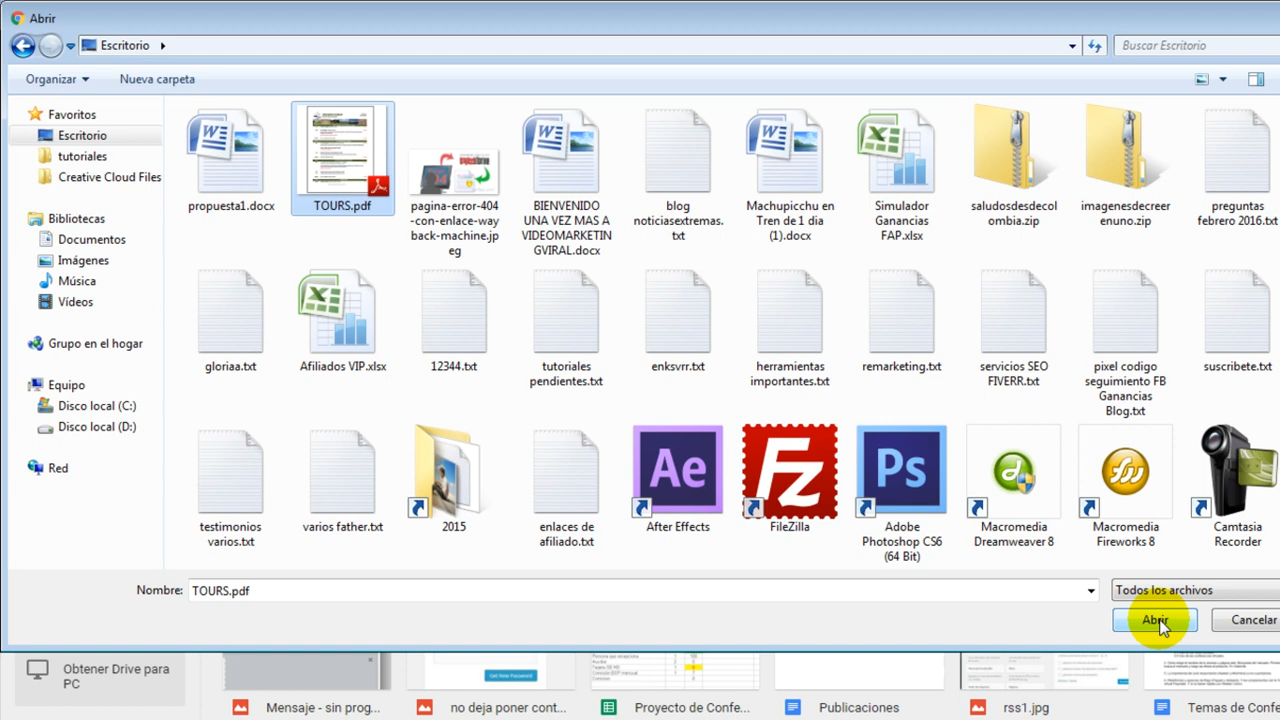 Abrir
Escritorio
Buscar Escritorio
Organizar
Nueva carpeta
Favoritos
Escritorio
tutoriales
Creative Cloud Files
Bibliotecas
Documentos
Imágenes
Música
Vídeos
Grupo en el hogar
Equipo
Disco local (C:)
Disco local (D:)
Red
propuesta1.docx
TOURS.pdf
pagina-error-404
-con-enlace-way
back-machine.jp
eg
BIENVENIDO
UNA VEZ MAS A
VIDEOMARKETIN
GVIRAL.docx
blog
noticiasextremas.
txt
Machupicchu en
Tren de 1 dia
(1).docx
Simulador
Ganancias
FAP.xlsx
saludosdesdecol
ombia.zip
imagenesdecreer
enuno.zip
preguntas
febrero 2016.txt
gloriaa.txt
Afiliados VIP.xlsx
12344.txt
tutoriales
pendientes.txt
enksvrr.txt
herramientas
importantes.txt
remarketing.txt
servicios SEO
FIVERR.txt
pixel codigo
seguimiento FB
Ganancias
Blog.txt
suscribete.txt
testimonios
varios.txt
varios father.txt
2015
enlaces de
afiliado.txt
Ae
After Effects
Fz
FileZilla
Ps
Adobe
Photoshop CS6
(64 Bit)
Macromedia
Dreamweaver 8
Macromedia
Fireworks 8
Camtasia
Recorder
Nombre:
TOURS.pdf
Todos los archivos
Abrir
Cancelar
Obtener Drive para
PC
Mensaje - sin prog...
no deja poner cont...
Proyecto de Confe...
Publicaciones
rss1.jpg
Temas de Confe